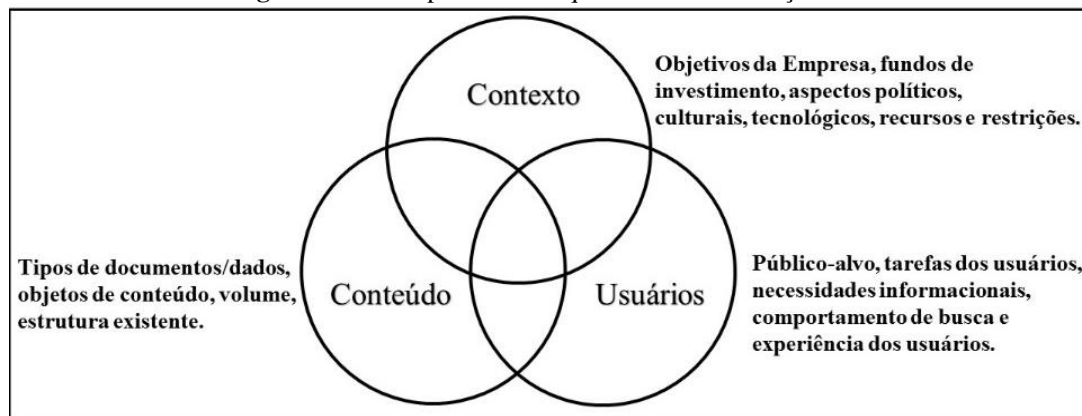 Contexto
Objetivos da Empresa, fundos de
investimento, aspectos políticos,
culturais, tecnológicos, recursos e restrições.
Tipos de documentos/dados,
objetos de conteúdo, volume,
estrutura existente.
Conteúdo
Usuários
Público-alvo, tarefas dos usuários,
necessidades informacionais,
comportamento de busca e
experiência dos usuários.